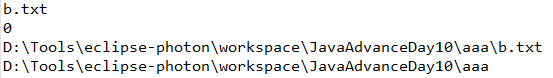 b.txt
0
D:\Tools\eclipse-photon\workspace\JavaAdvanceDay10\aaa\b.txt
D:\Tools\eclipse-photon\workspace\JavaAdvanceDay10\aaa